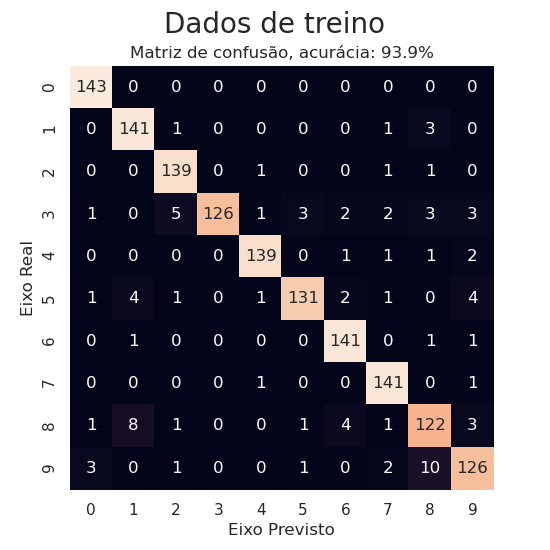 Dados de treino
Matriz de confusão, acurácia: 93.9%
Eixo Real
0 143 0 0 0 0 0 0 0 0 0
1 0 141 1 0 0 0 0 1 3 0
2 0 0 139 0 1 0 0 1 1 0
3 1 0 5 126 1 3 2 2 3 3
4 0 0 0 0 139 0 1 1 1 2
5 1 4 1 0 1 131 2 1 0 4
6 0 1 0 0 0 0 141 0 1 1
7 0 0 0 0 1 0 0 141 0 1
8 1 8 1 0 0 1 4 1 122 3
9 3 0 1 0 0 1 0 2 10 126
0 1 2 3 4 5 6 7 8 9
Eixo Previsto